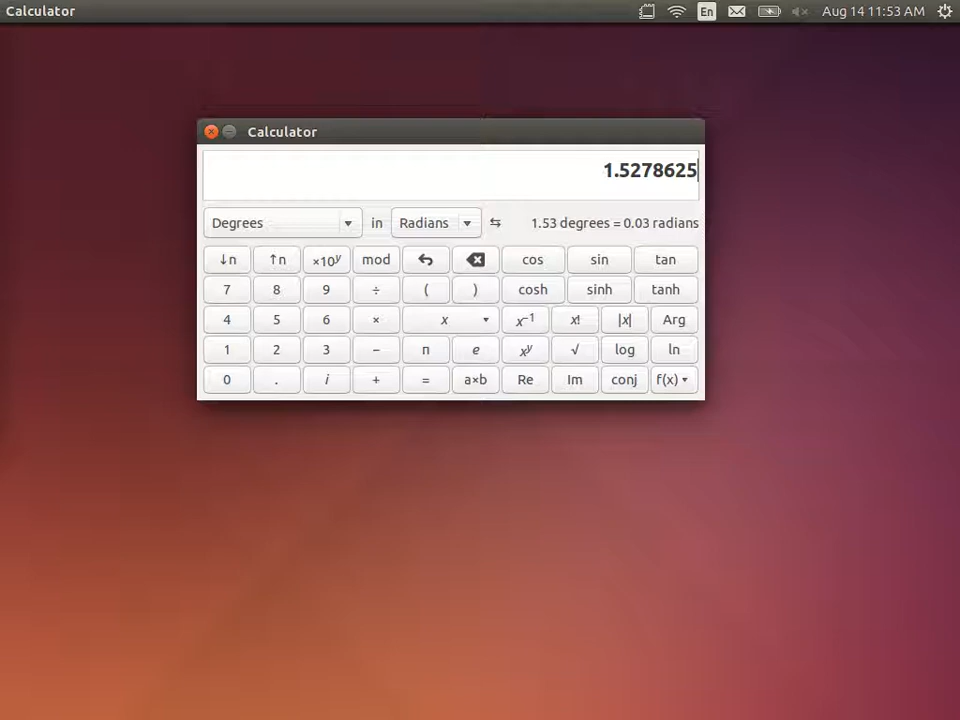 Calculator
En
Aug 14 11:53 AM
Calculator
1.5278625
Degrees in Radians ⇆ 1.53 degrees = 0.03 radians
↓n ↑n ×10ʸ mod cos sin tan
7 8 9 ÷ ( ) cosh sinh tanh
4 5 6 × x x⁻¹ x! |x| Arg
1 2 3 − π e xʸ √ log ln
0 . i + = a×b Re Im conj f(x)